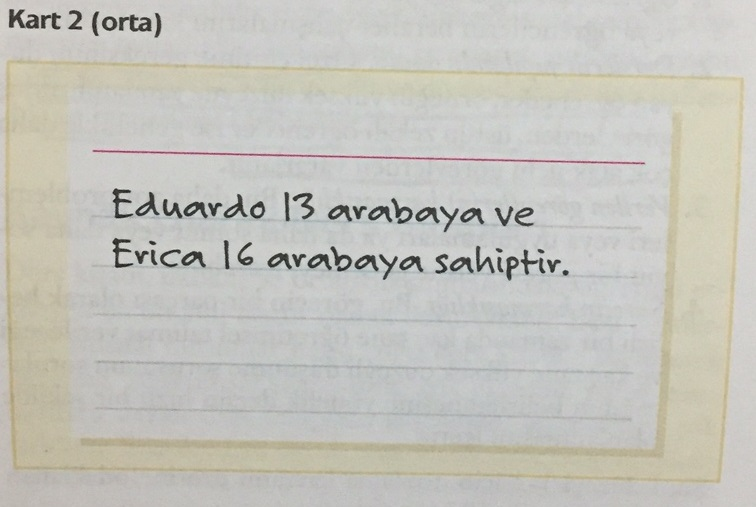 Kart 2 (orta)
Eduardo 13 arabaya ve
Erica 16 arabaya sahiptir.